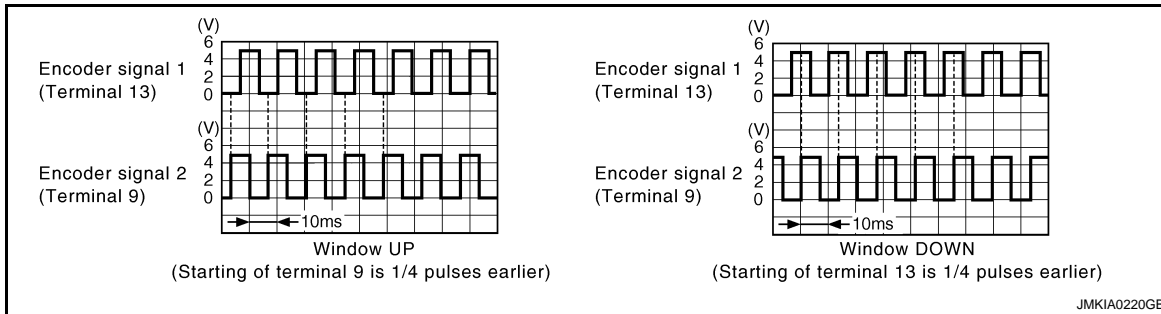 (V)
6
4
2
0
Encoder signal 1
(Terminal 13)
(V)
6
4
2
0
Encoder signal 2
(Terminal 9)
10ms
Window UP
(Starting of terminal 9 is 1/4 pulses earlier)
(V)
6
4
2
0
Encoder signal 1
(Terminal 13)
(V)
6
4
2
0
Encoder signal 2
(Terminal 9)
10ms
Window DOWN
(Starting of terminal 13 is 1/4 pulses earlier)
JMKIA0220GB